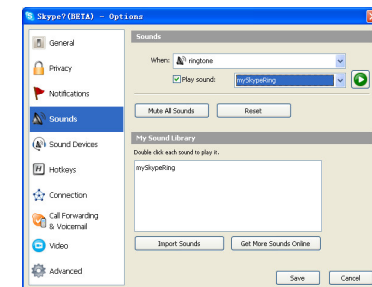 Skype?(BETA) - Options
General
Privacy
Notifications
Sounds
Sound Devices
Hotkeys
Connection
Call Forwarding
& Voicemail
Video
Advanced
Sounds
When: ringtone
Play sound: mySkypeRing
Mute All Sounds Reset
My Sound Library
Double click each sound to play it.
mySkypeRing
Import Sounds Get More Sounds Online
Save Cancel